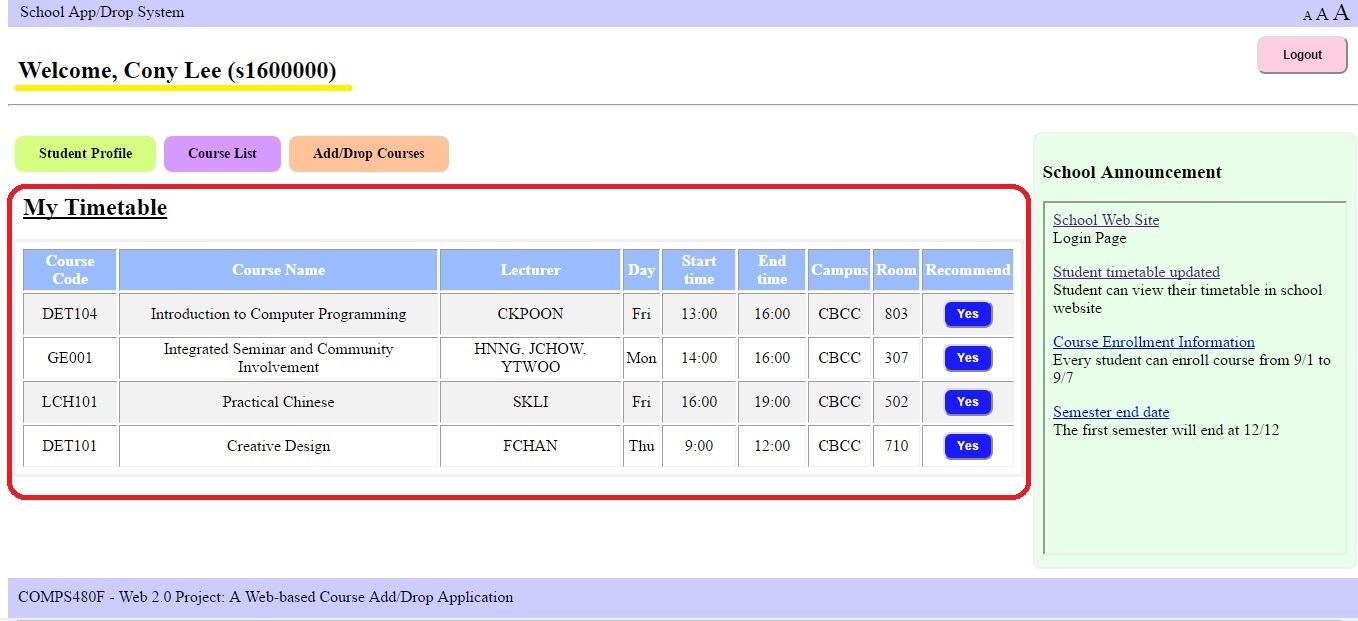 School App/Drop System
A A A
Welcome, Cony Lee (s1600000)
Logout
Student Profile
Course List
Add/Drop Courses
My Timetable
Course Code Course Name Lecturer Day Start time End time Campus Room Recommend
DET104 Introduction to Computer Programming CKPOON Fri 13:00 16:00 CBCC 803 Yes
GE001 Integrated Seminar and Community Involvement HNNG, JCHOW, YTWOO Mon 14:00 16:00 CBCC 307 Yes
LCH101 Practical Chinese SKLI Fri 16:00 19:00 CBCC 502 Yes
DET101 Creative Design FCHAN Thu 9:00 12:00 CBCC 710 Yes
School Announcement
School Web Site
Login Page
Student timetable updated
Student can view their timetable in school
website
Course Enrollment Information
Every student can enroll course from 9/1 to
9/7
Semester end date
The first semester will end at 12/12
COMPS480F - Web 2.0 Project: A Web-based Course Add/Drop Application